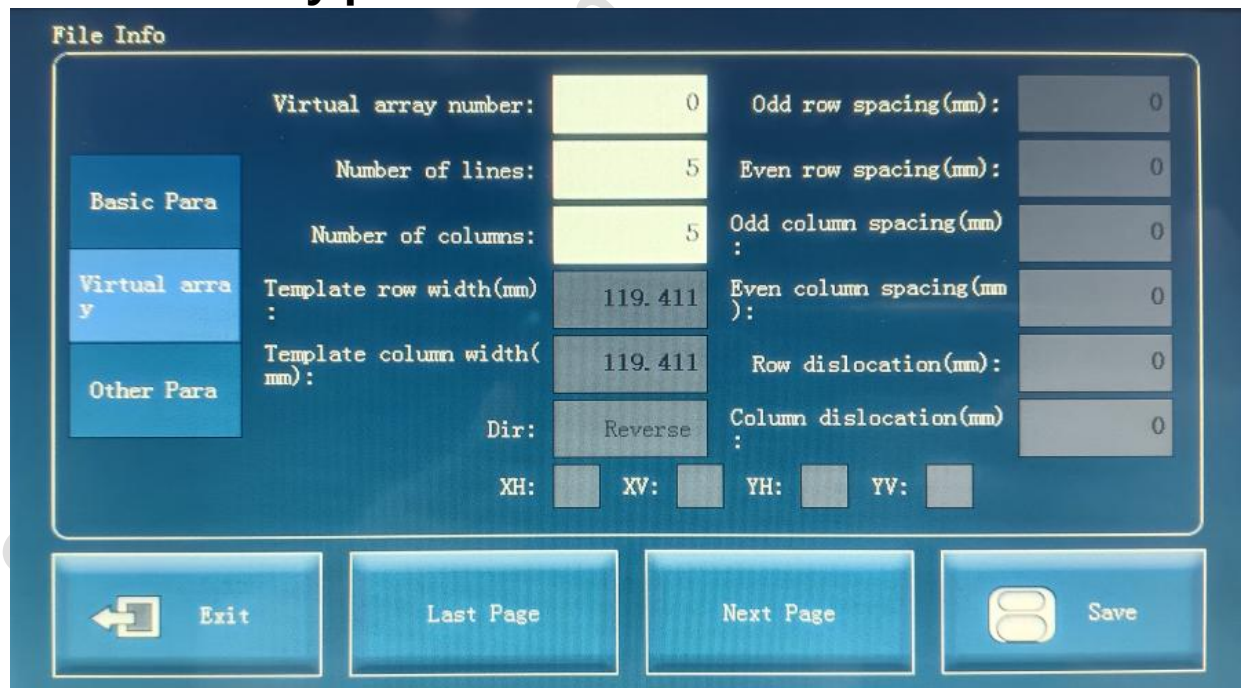 File Info
Virtual array number: 0 Odd row spacing(mm): 0
Number of lines: 5 Even row spacing(mm): 0
Basic Para
Number of columns: 5 Odd column spacing(mm)
: 0
Virtual arra
y
Template row width(mm)
: 119.411 Even column spacing(mm
): 0
Template column width(
mm): 119.411 Row dislocation(mm): 0
Other Para
Dir: Reverse Column dislocation(mm)
: 0
XH: XV: YH: YV:
Exit Last Page Next Page Save